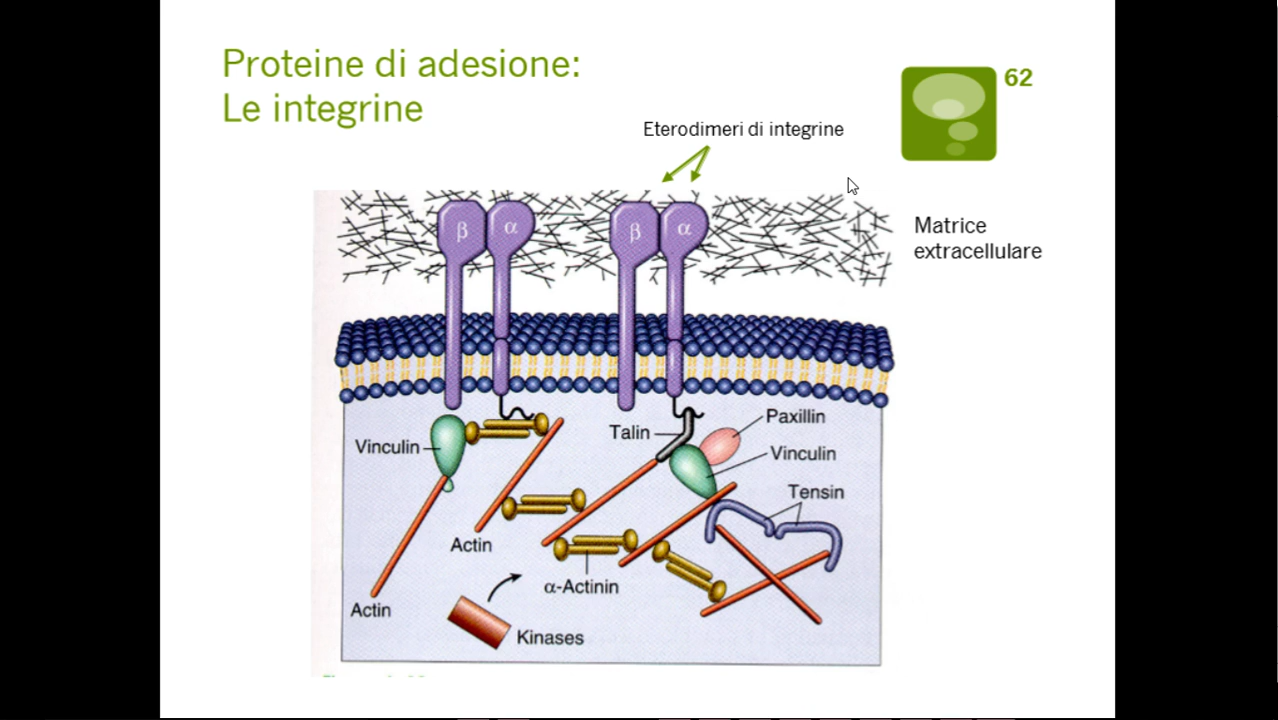 Proteine di adesione:
Le integrine
62
Eterodimeri di integrine
Matrice
extracellulare
β α β α
Paxillin
Talin
Vinculin
Vinculin
Tensin
Actin
α-Actinin
Actin
Kinases